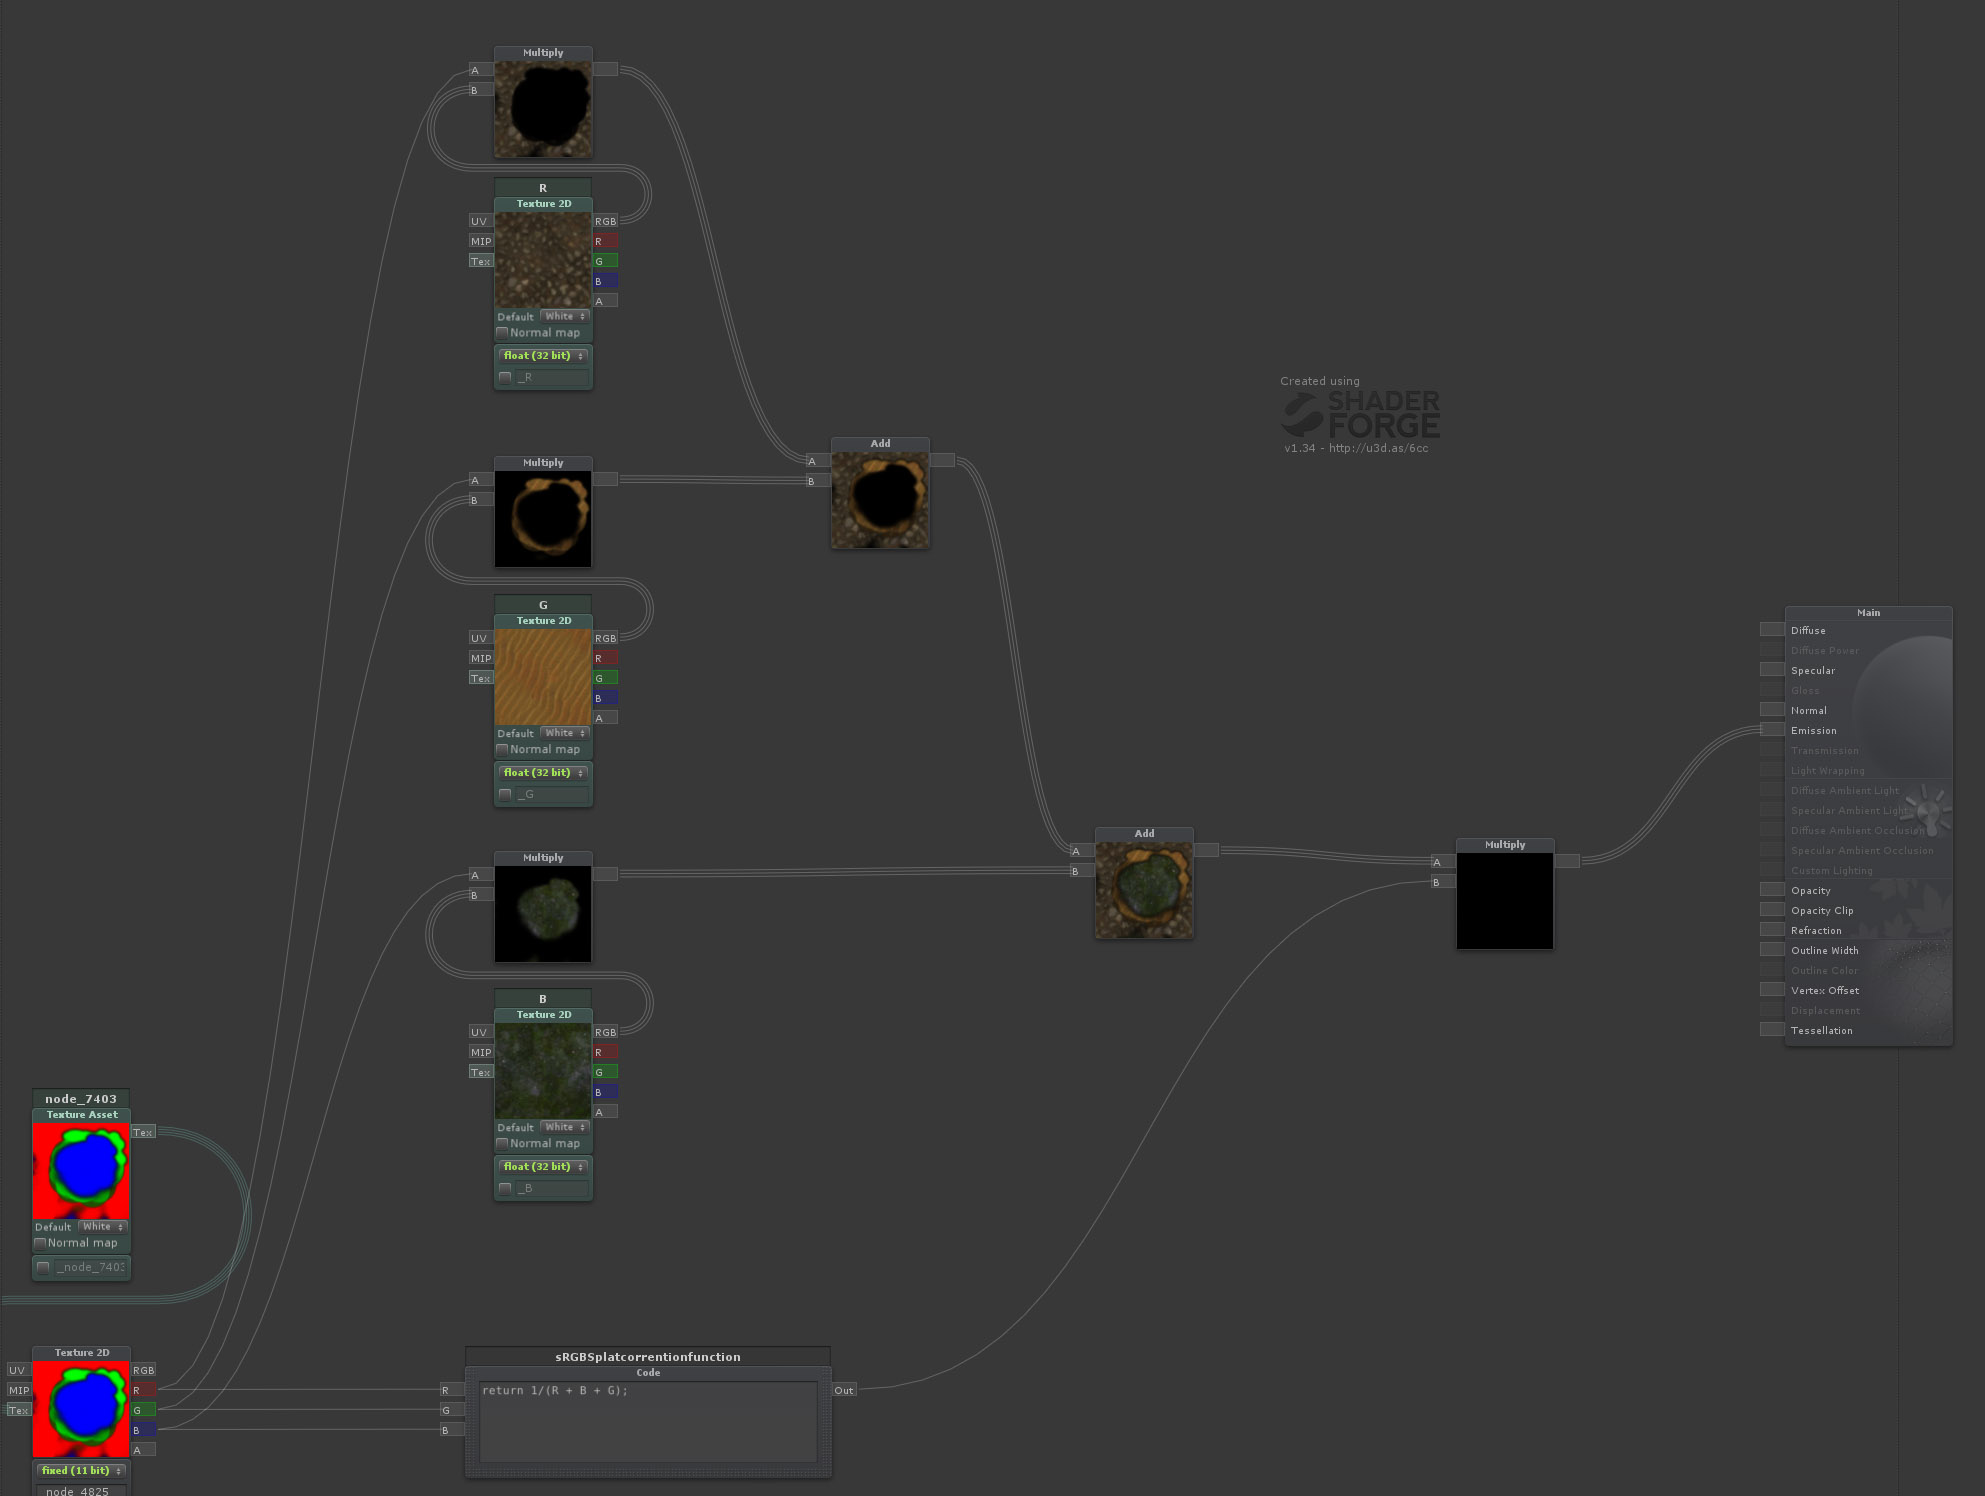 Multiply
A
B
R
Texture 2D
UV RGB
MIP R
Tex G
B
A
Default White
Normal map
float (32 bit)
_R
Multiply
A
B
G
Texture 2D
UV RGB
MIP R
Tex G
B
A
Default White
Normal map
float (32 bit)
_G
Multiply
A
B
B
Texture 2D
UV RGB
MIP R
Tex G
B
A
Default White
Normal map
float (32 bit)
_B
Add
A
B
Add
A
B
Multiply
A
B
Created using
SHADER
FORGE
v1.34 - http://u3d.as/6cc
Main
Diffuse
Diffuse Power
Specular
Gloss
Normal
Emission
Transmission
Light Wrapping
Diffuse Ambient Light
Specular Ambient Light
Diffuse Ambient Occlusion
Specular Ambient Occlusion
Custom Lighting
Opacity
Opacity Clip
Refraction
Outline Width
Outline Color
Vertex Offset
Displacement
Tessellation
node_7403
Texture Asset
Tex
Default White
Normal map
_node_7403
Texture 2D
UV RGB
MIP R
Tex G
B
A
fixed (11 bit)
node_4825
sRGBSplatcorrentionfunction
Code
R return 1/(R + B + G); Out
G
B